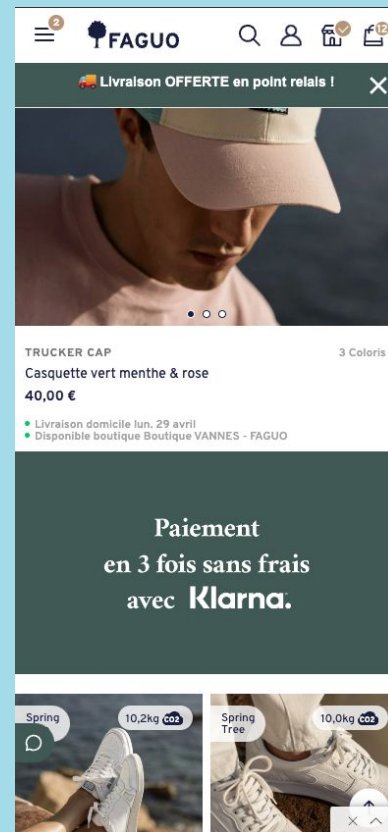 2
FAGUO
12
🚚 Livraison OFFERTE en point relais !
TRUCKER CAP
3 Coloris
Casquette vert menthe & rose
40,00 €
Livraison domicile lun. 29 avril
Disponible boutique Boutique VANNES - FAGUO
Paiement
en 3 fois sans frais
avec Klarna.
Spring
10,2kg CO2
Spring
Tree
10,0kg CO2